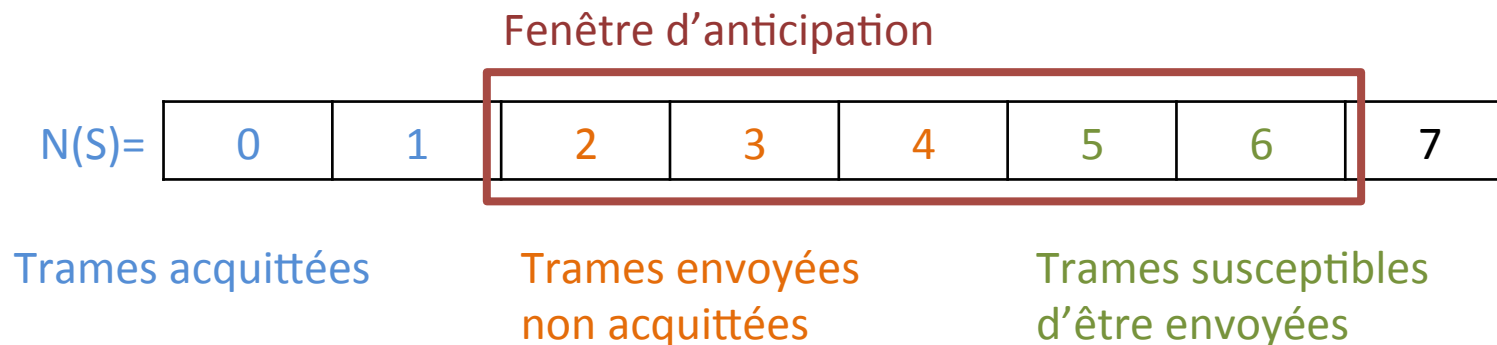 Fenêtre d’anticipation
N(S)= 0 1 2 3 4 5 6 7
Trames acquittées
Trames envoyées
non acquittées
Trames susceptibles
d’être envoyées